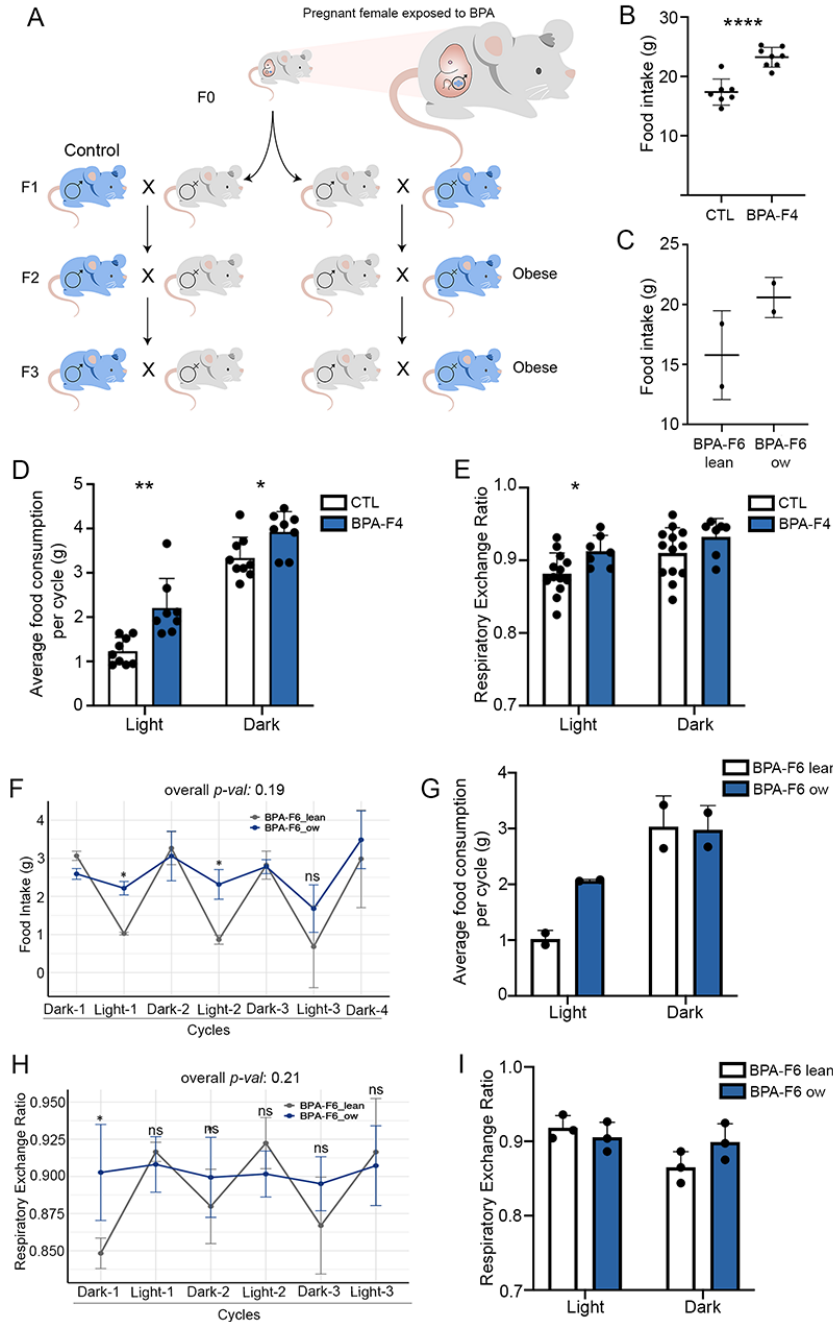 A
Pregnant female exposed to BPA
F0
Control
F1
X
X
F2
X
X
Obese
F3
X
X
Obese
B
****
Food intake (g)
30
20
10
CTL
BPA-F4
C
Food intake (g)
25
20
15
10
BPA-F6
lean
BPA-F6
ow
D
Average food consumption
per cycle (g)
5
4
3
2
1
0
**
*
CTL
BPA-F4
Light
Dark
E
Respiratory Exchange Ratio
1.0
0.9
0.8
0.7
*
CTL
BPA-F4
Light
Dark
F
overall p-val: 0.19
BPA-F6_lean
BPA-F6_ow
Food Intake (g)
4
3
2
1
0
*
*
ns
Dark-1
Light-1
Dark-2
Light-2
Dark-3
Light-3
Dark-4
Cycles
G
BPA-F6 lean
BPA-F6 ow
Average food consumption
per cycle (g)
4
3
2
1
0
Light
Dark
H
overall p-val: 0.21
BPA-F6_lean
BPA-F6_ow
Respiratory Exchange Ratio
0.950
0.925
0.900
0.875
0.850
*
ns
*
ns
ns
ns
Dark-1
Light-1
Dark-2
Light-2
Dark-3
Light-3
Cycles
I
BPA-F6 lean
BPA-F6 ow
Respiratory Exchange Ratio
1.0
0.9
0.8
0.7
Light
Dark